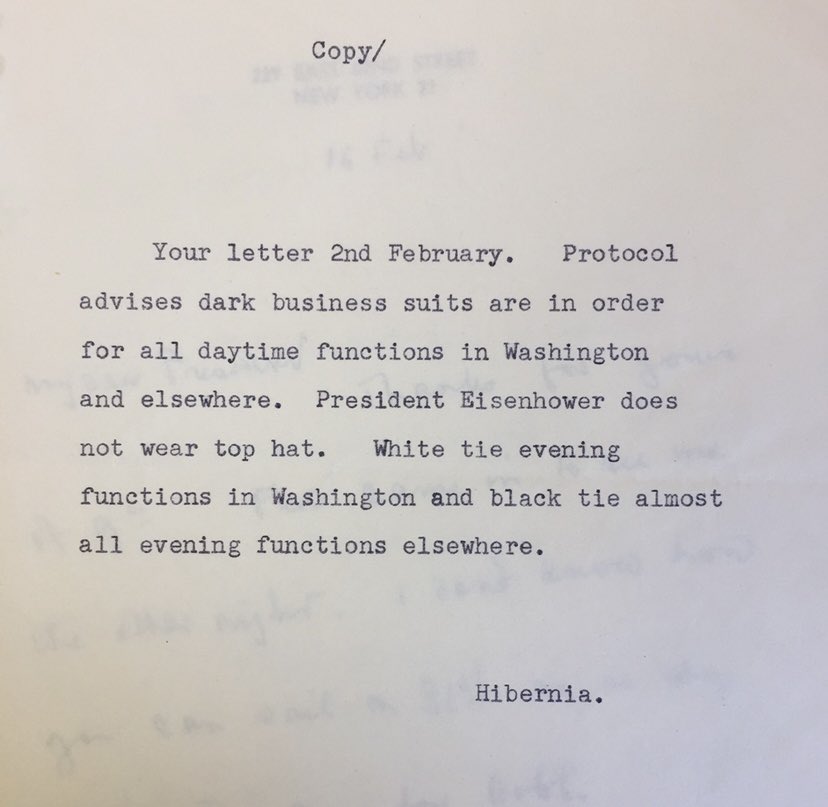 Copy/
Your letter 2nd February. Protocol
advises dark business suits are in order
for all daytime functions in Washington
and elsewhere. President Eisenhower does
not wear top hat. White tie evening
functions in Washington and black tie almost
all evening functions elsewhere.
Hibernia.